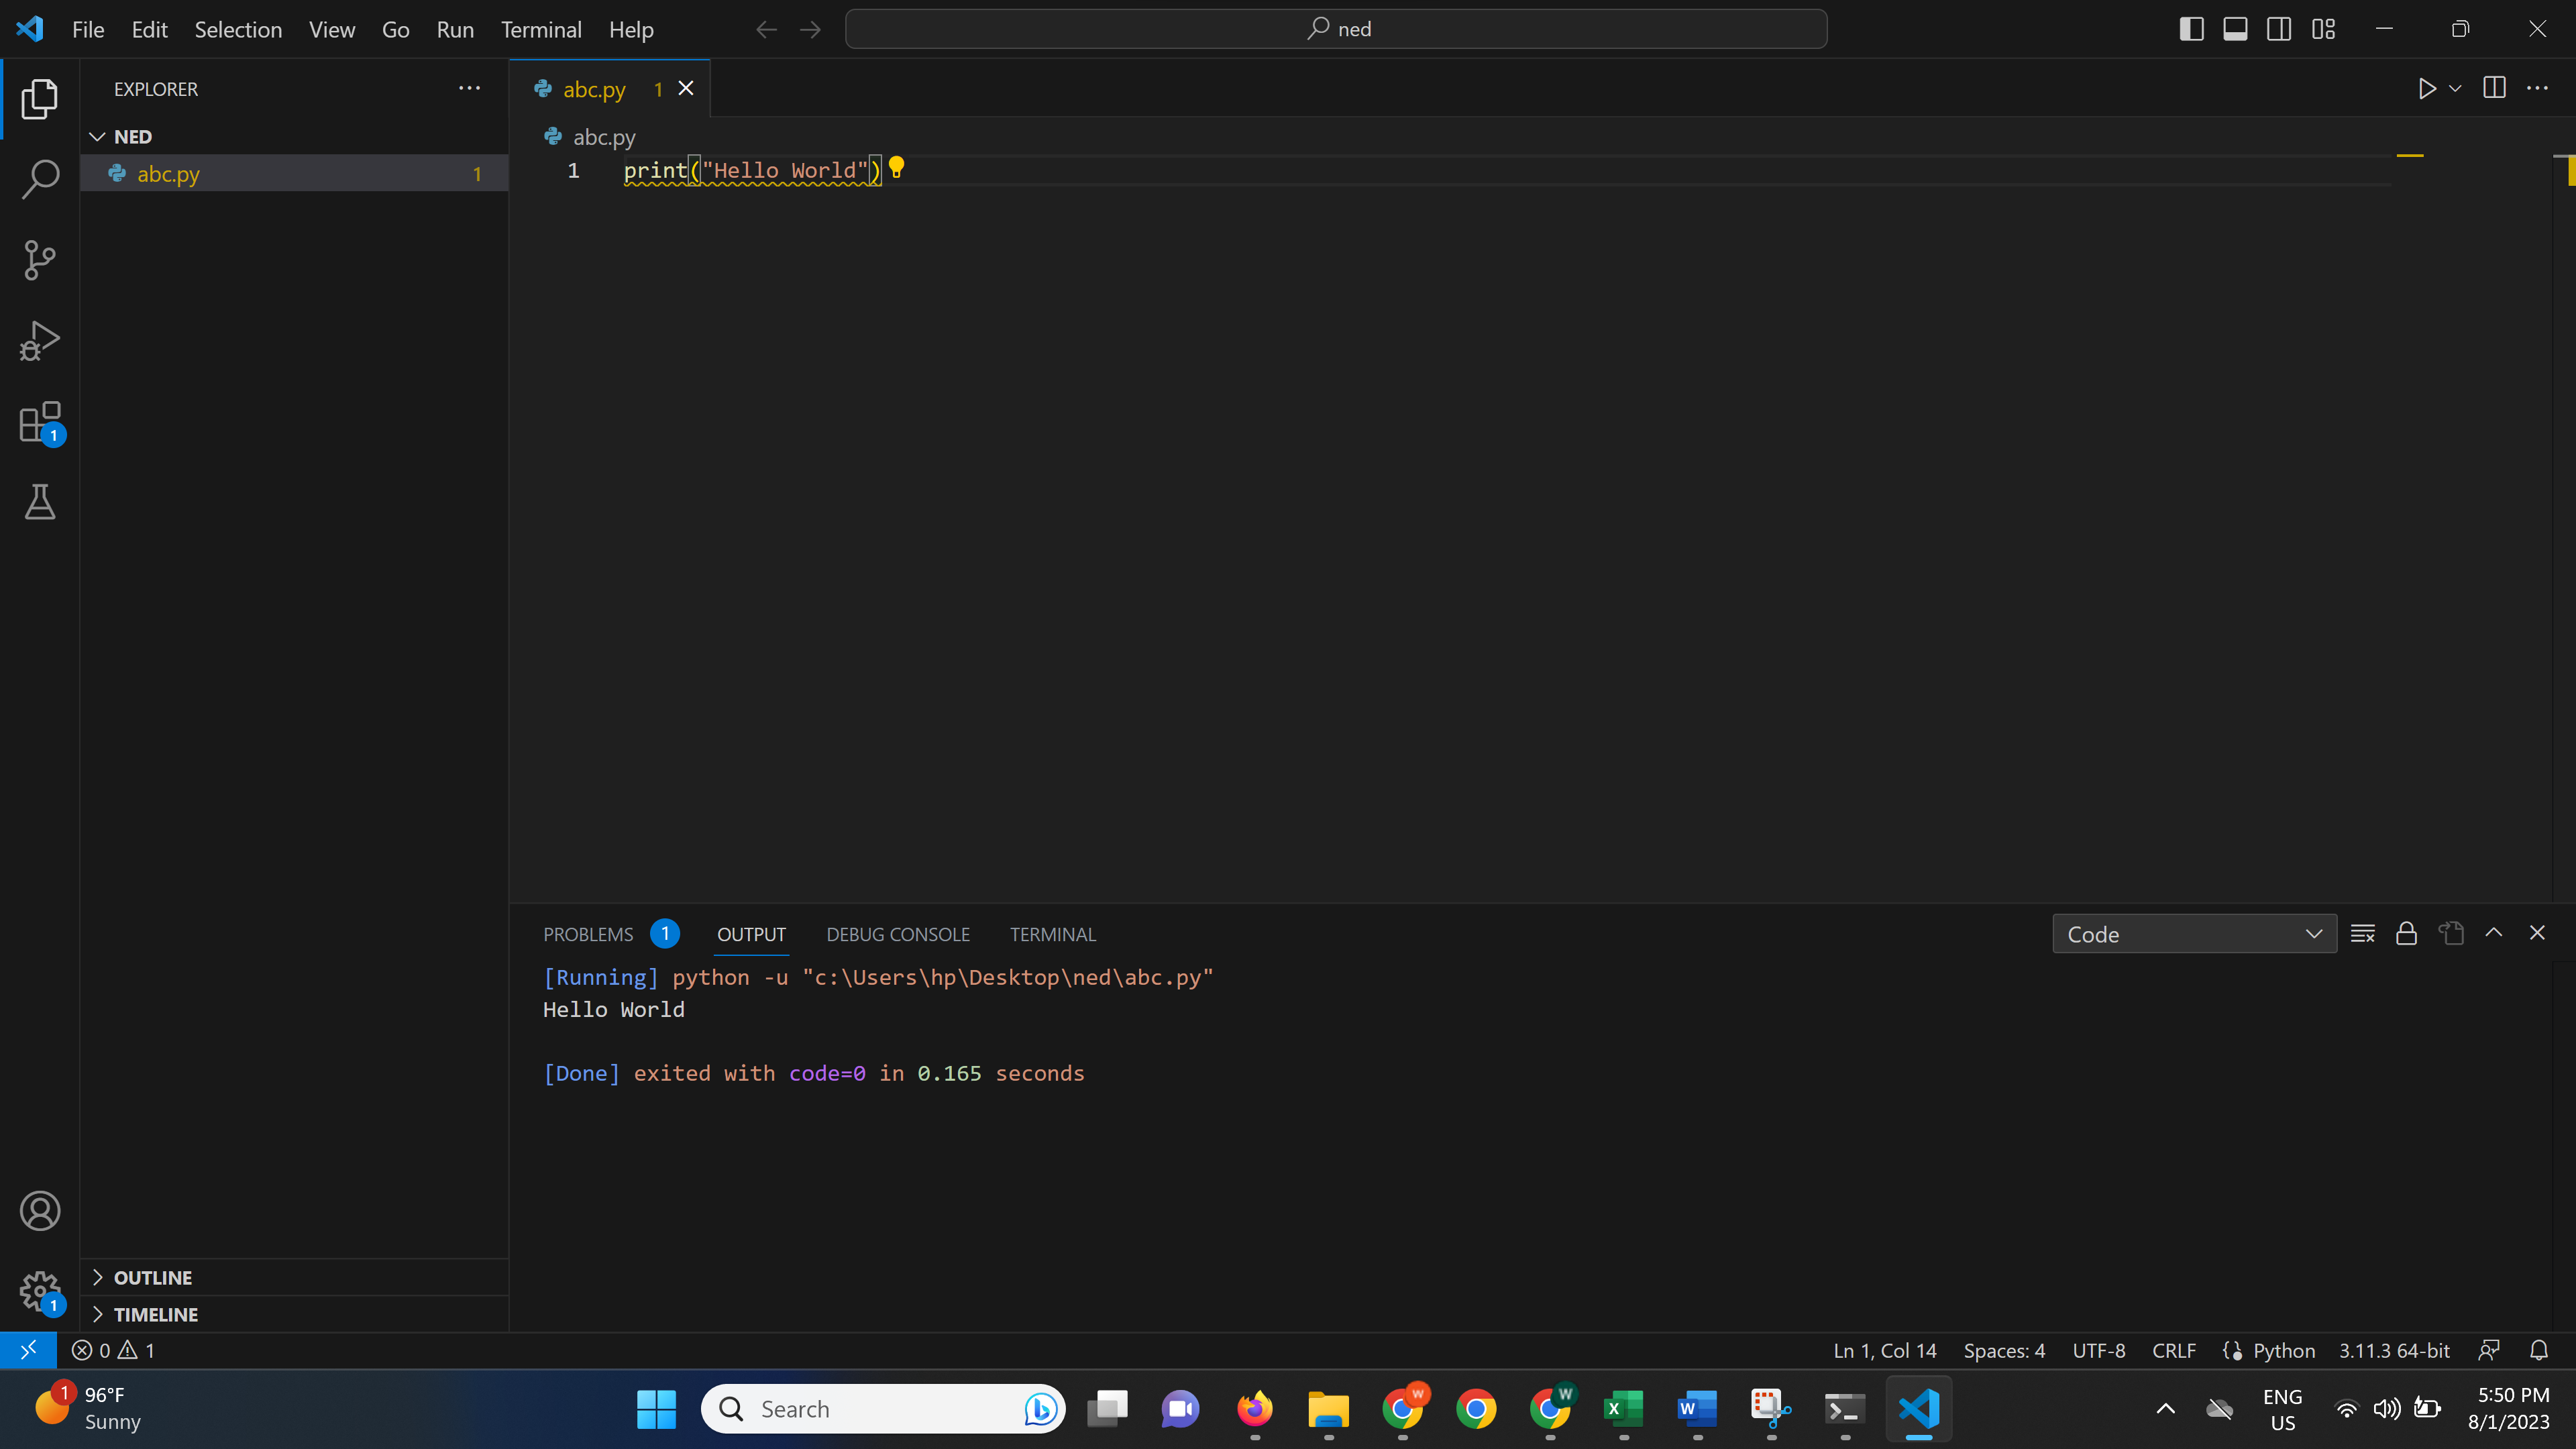 File Edit Selection View Go Run Terminal Help
ned
EXPLORER
NED
abc.py 1
abc.py 1
abc.py
1 print("Hello World")
1
PROBLEMS 1 OUTPUT DEBUG CONSOLE TERMINAL
Code
[Running] python -u "c:\Users\hp\Desktop\ned\abc.py"
Hello World
[Done] exited with code=0 in 0.165 seconds
OUTLINE
1
TIMELINE
0 1
Ln 1, Col 14 Spaces: 4 UTF-8 CRLF Python 3.11.3 64-bit
1
96°F
Sunny
Search
W
W
X
W
ENG
US
5:50 PM
8/1/2023